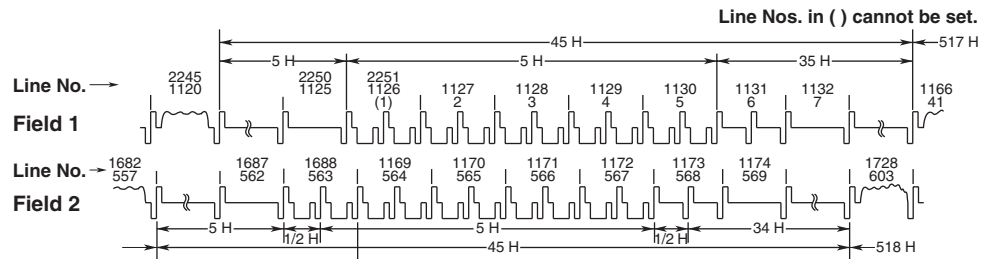 Line Nos. in ( ) cannot be set.
45 H 517 H
5 H 5 H 35 H
Line No. 2245 2250 2251 1127 1128 1129 1130 1131 1132 1166
1120 1125 1126 2 3 4 5 6 7 41
(1)
Field 1
Line No. 1682 1687 1688 1169 1170 1171 1172 1173 1174 1728
557 562 563 564 565 566 567 568 569 603
Field 2
5 H 1/2 H 5 H 1/2 H 34 H
45 H 518 H